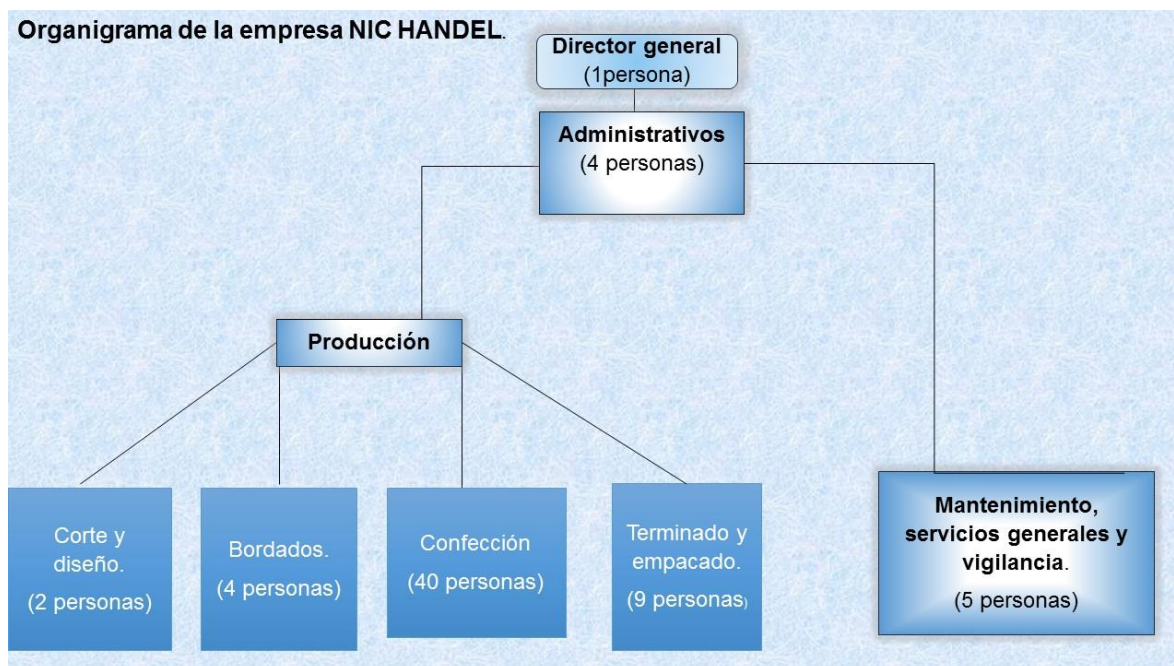 Organigrama de la empresa NIC HANDEL.
Director general
(1persona)
Administrativos
(4 personas)
Producción
Corte y
diseño.
(2 personas)
Bordados.
(4 personas)
Confección
(40 personas)
Terminado y
empacado.
(9 personas)
Mantenimiento,
servicios generales y
vigilancia.
(5 personas)